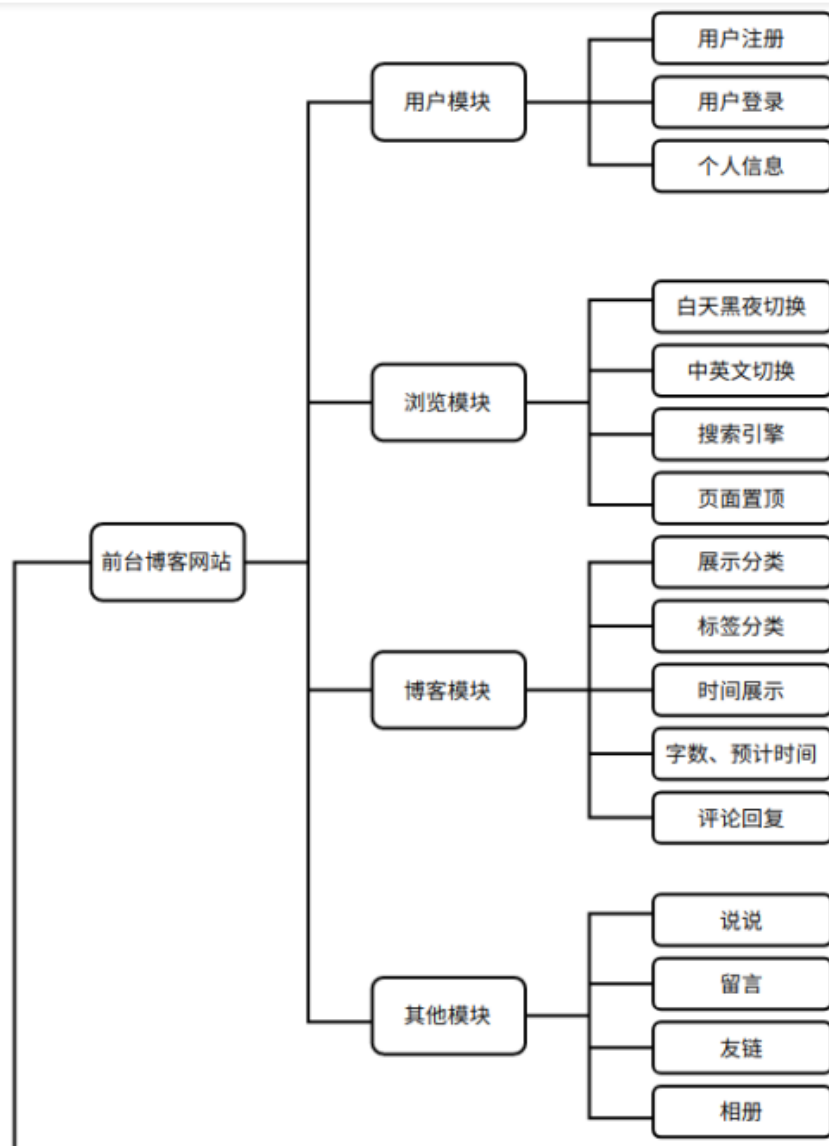 用户注册
用户模块
用户登录
个人信息
白天黑夜切换
中英文切换
浏览模块
搜索引擎
页面置顶
前台博客网站
展示分类
标签分类
博客模块
时间展示
字数、预计时间
评论回复
说说
留言
其他模块
友链
相册